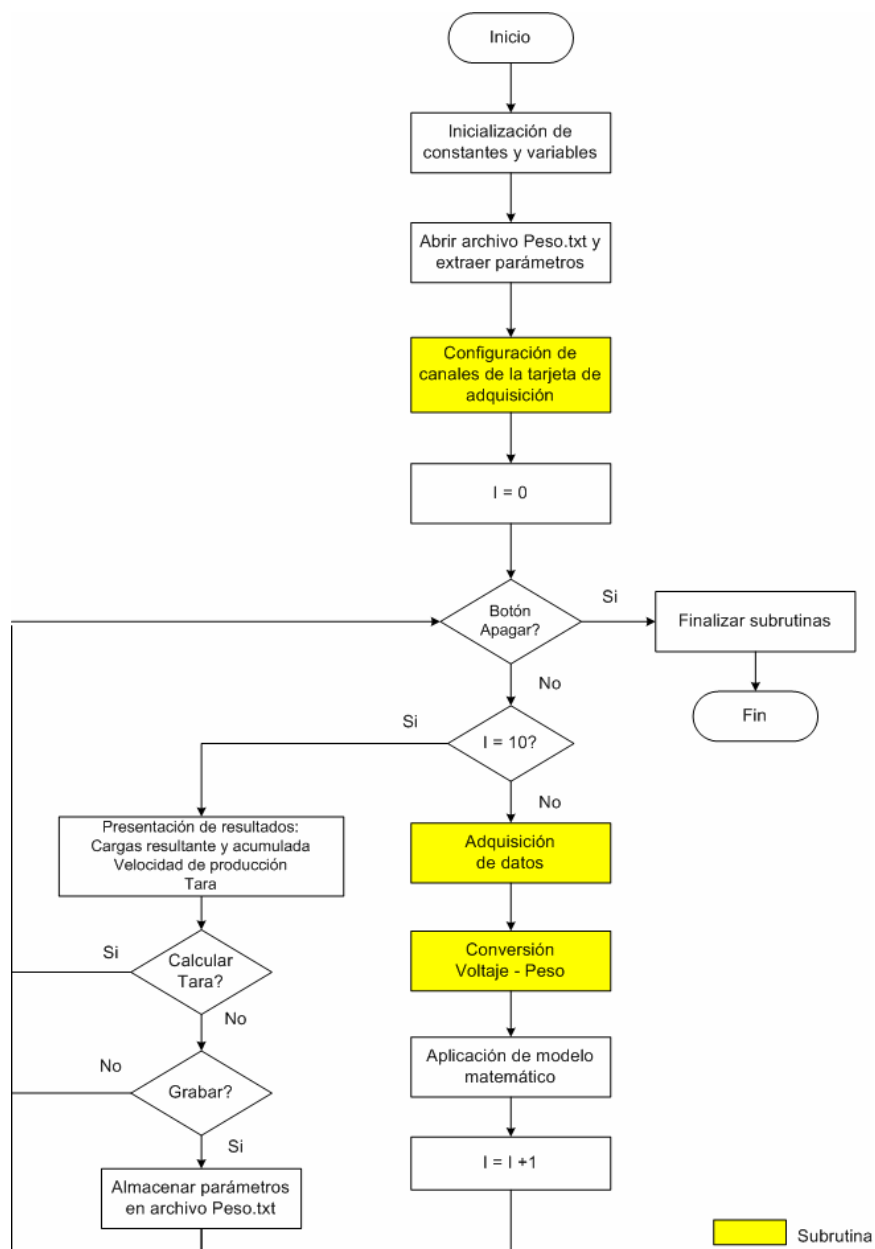 Inicio
Inicialización de
constantes y variables
Abrir archivo Peso.txt y
extraer parámetros
Configuración de
canales de la tarjeta de
adquisición
I = 0
Botón
Apagar?
Si
Finalizar subrutinas
Fin
No
I = 10?
Si
No
Presentación de resultados:
Cargas resultante y acumulada
Velocidad de producción
Tara
Calcular
Tara?
Si
No
Grabar?
No
Si
Almacenar parámetros
en archivo Peso.txt
Adquisición
de datos
Conversión
Voltaje - Peso
Aplicación de modelo
matemático
I = I +1
Subrutina